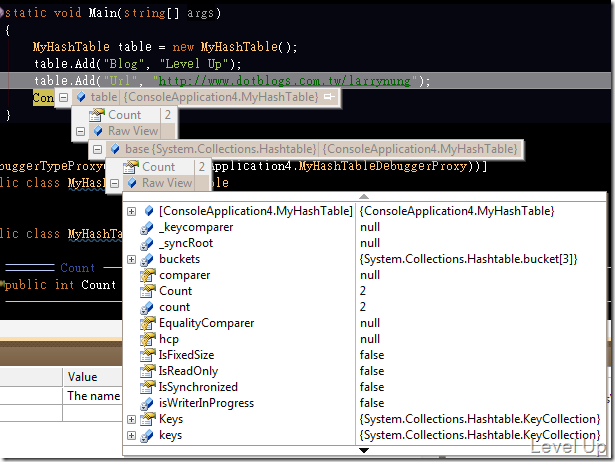 static void Main(string[] args)
{
MyHashTable table = new MyHashTable();
table.Add("Blog", "Level Up");
table.Add("Url", "http://www.dotblogs.com.tw/larrynung");
Con
table {ConsoleApplication4.MyHashTable}
}
Count 2
Raw View
base {System.Collections.Hashtable} {ConsoleApplication4.MyHashTable}
buggerTypeProxy(
Count 2
Application4.MyHashTableDebuggerProxy))]
lic class MyHash
Raw View
le
[ConsoleApplication4.MyHashTable] {ConsoleApplication4.MyHashTable}
_keycomparer null
lic class MyHashTa
_syncRoot null
buckets {System.Collections.Hashtable.bucket[3]}
Count
comparer null
public int Count
Count 2
count 2
EqualityComparer null
hcp null
IsFixedSize false
IsReadOnly false
Value
IsSynchronized false
The name
isWriterInProgress false
Keys {System.Collections.Hashtable.KeyCollection}
keys {System.Collections.Hashtable.KeyCollection}
Level Up